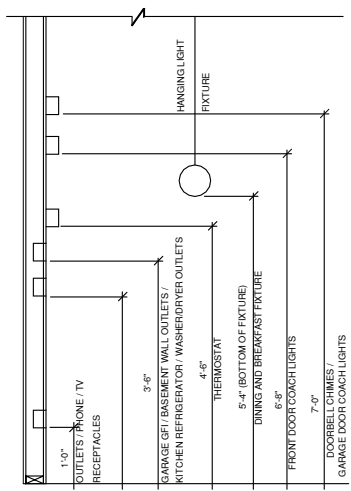 HANGING LIGHT
FIXTURE
1'-0"
OUTLETS / PHONE / TV
RECEPTACLES
3'-6"
GARAGE GFI / BASEMENT WALL OUTLETS /
KITCHEN REFRIGERATOR / WASHER/DRYER OUTLETS
4'-6"
THERMOSTAT
5'-4" (BOTTOM OF FIXTURE)
DINING AND BREAKFAST FIXTURE
6'-8"
FRONT DOOR COACH LIGHTS
7'-0"
DOORBELL CHIMES /
GARAGE DOOR COACH LIGHTS